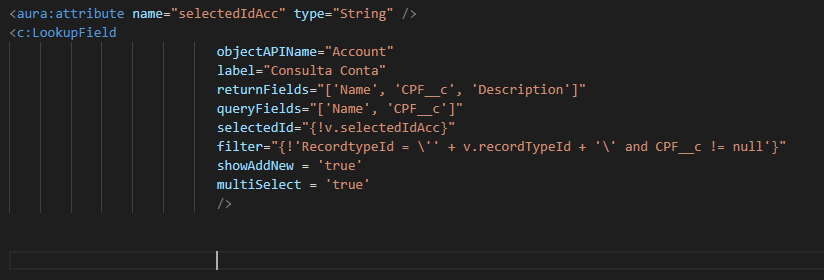 <aura:attribute name="selectedIdAcc" type="String" />
<c:LookupField
objectAPIName="Account"
label="Consulta Conta"
returnFields="['Name', 'CPF__c', 'Description']"
queryFields="['Name', 'CPF__c']"
selectedId="{!v.selectedIdAcc}"
filter="{!'RecordtypeId = \'' + v.recordTypeId + '\' and CPF__c != null'}"
showAddNew = 'true'
multiSelect = 'true'
/>